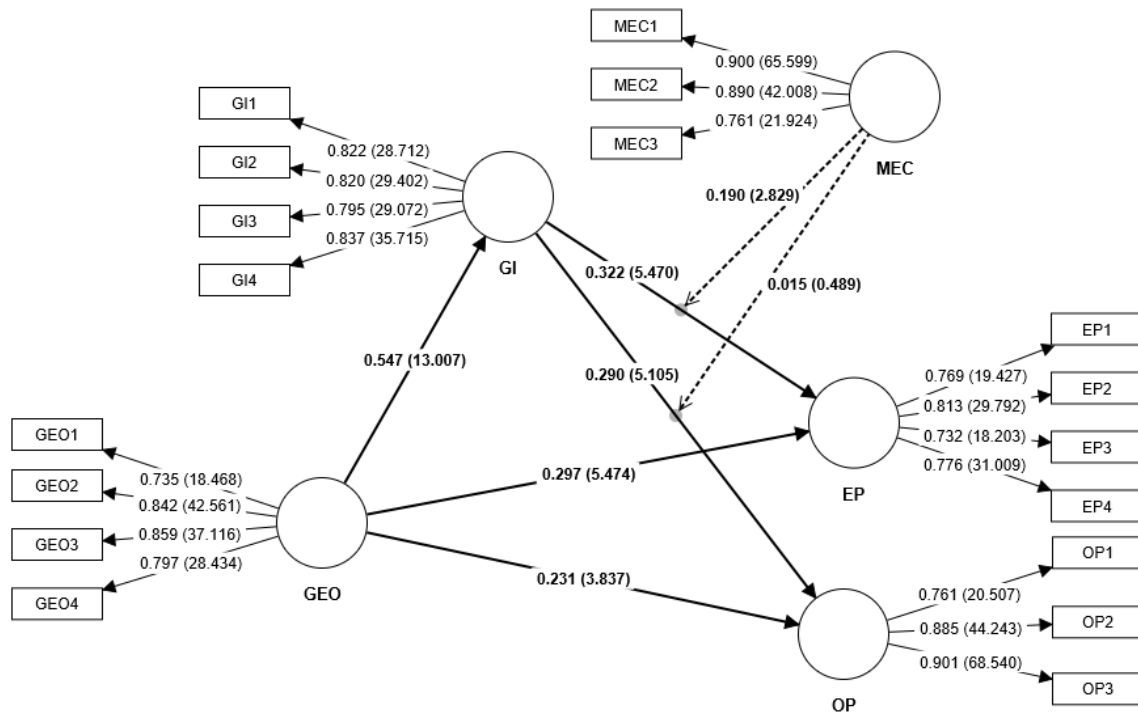 MEC1
MEC2
MEC3
0.900 (65.599)
0.890 (42.008)
0.761 (21.924)
MEC
GI1
GI2
GI3
GI4
0.822 (28.712)
0.820 (29.402)
0.795 (29.072)
0.837 (35.715)
GI
0.190 (2.829)
0.015 (0.489)
0.322 (5.470)
0.290 (5.105)
0.547 (13.007)
0.297 (5.474)
0.231 (3.837)
GEO1
GEO2
GEO3
GEO4
0.735 (18.468)
0.842 (42.561)
0.859 (37.116)
0.797 (28.434)
GEO
EP
0.769 (19.427)
0.813 (29.792)
0.732 (18.203)
0.776 (31.009)
EP1
EP2
EP3
EP4
OP
0.761 (20.507)
0.885 (44.243)
0.901 (68.540)
OP1
OP2
OP3